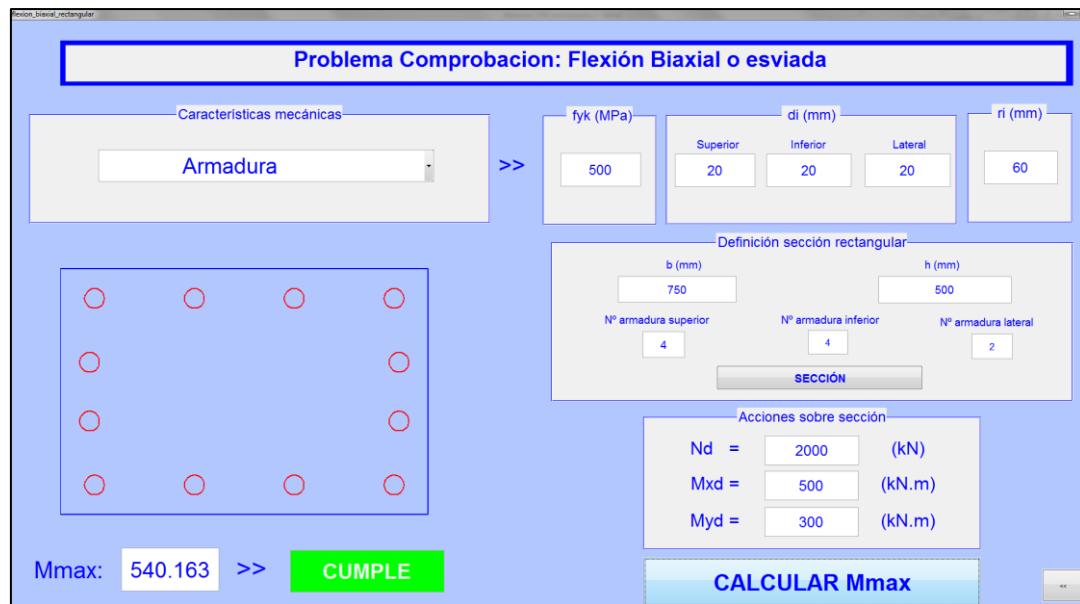 flexion_biaxial_rectangular
Problema Comprobacion: Flexión Biaxial o esviada
Características mecánicas
Armadura
>>
fyk (MPa)
500
di (mm)
Superior Inferior Lateral
20 20 20
ri (mm)
60
Definición sección rectangular
b (mm) h (mm)
750 500
Nº armadura superior Nº armadura inferior Nº armadura lateral
4 4 2
SECCIÓN
Acciones sobre sección
Nd = 2000 (kN)
Mxd = 500 (kN.m)
Myd = 300 (kN.m)
Mmax: 540.163 >> CUMPLE
CALCULAR Mmax
<<